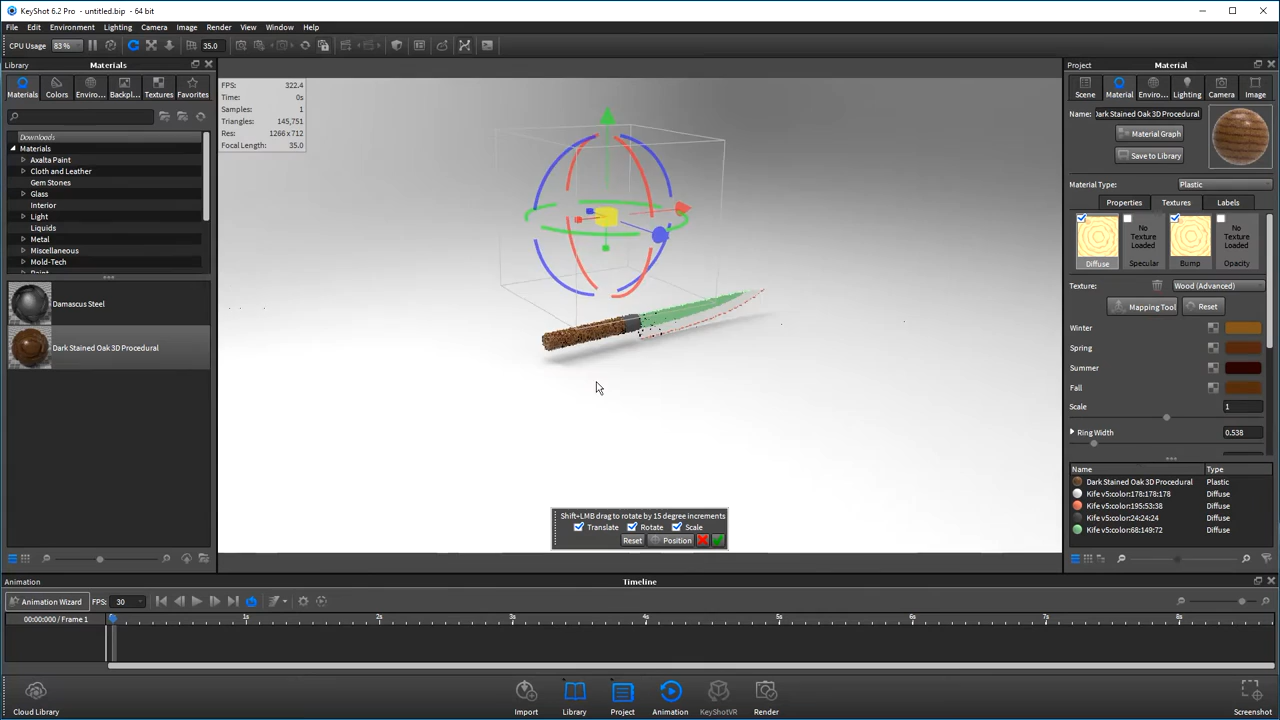 KeyShot 6.2 Pro - untitled.bip - 64 bit
File Edit Environment Lighting Camera Image Render View Window Help
CPU Usage 83% 35.0
Library Materials
Materials Colors Enviro... Backpl... Textures Favorites
Downloads
Materials
Axalta Paint
Cloth and Leather
Gem Stones
Glass
Interior
Light
Liquids
Metal
Miscellaneous
Mold-Tech
Paint
Damascus Steel
Dark Stained Oak 3D Procedural
FPS: 322.4
Time: 0s
Samples: 1
Triangles: 145,751
Res: 1266 x 712
Focal Length: 35.0
Shift+LMB drag to rotate by 15 degree increments
Translate Rotate Scale
Reset Position
Project Material
Scene Material Enviro... Lighting Camera Image
Name: Dark Stained Oak 3D Procedural
Material Graph
Save to Library
Material Type: Plastic
Properties Textures Labels
No Texture Loaded No Texture Loaded
Diffuse Specular Bump Opacity
Texture: Wood (Advanced)
Mapping Tool Reset
Winter
Spring
Summer
Fall
Scale 1
Ring Width 0.538
Name Type
Dark Stained Oak 3D Procedural Plastic
Kife v5:color:178:178:178 Diffuse
Kife v5:color:195:53:38 Diffuse
Kife v5:color:24:24:24 Diffuse
Kife v5:color:68:149:72 Diffuse
Animation Timeline
Animation Wizard FPS: 30
00:00:000 / Frame 1 1s 2s 3s 4s 5s 6s 7s 8s
Cloud Library Import Library Project Animation KeyShotVR Render Screenshot